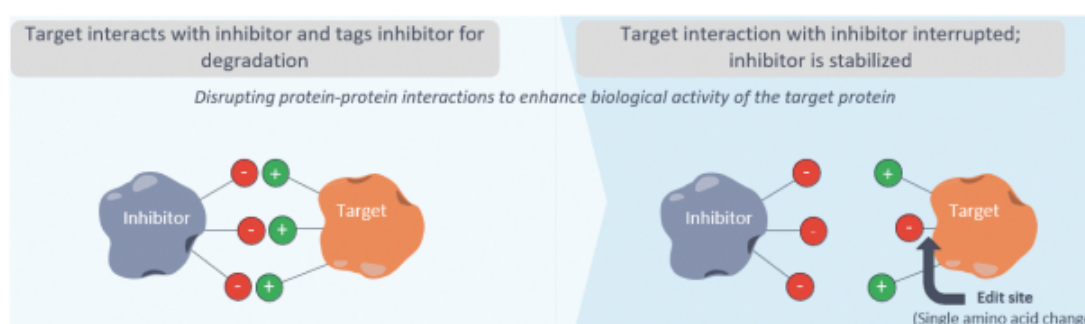 Target interacts with inhibitor and tags inhibitor for
degradation
Target interaction with inhibitor interrupted;
inhibitor is stabilized
Disrupting protein-protein interactions to enhance biological activity of the target protein
- +
Inhibitor
Target
- +
- +
- +
Inhibitor
Target
- -
- +
Edit site
(Single amino acid change